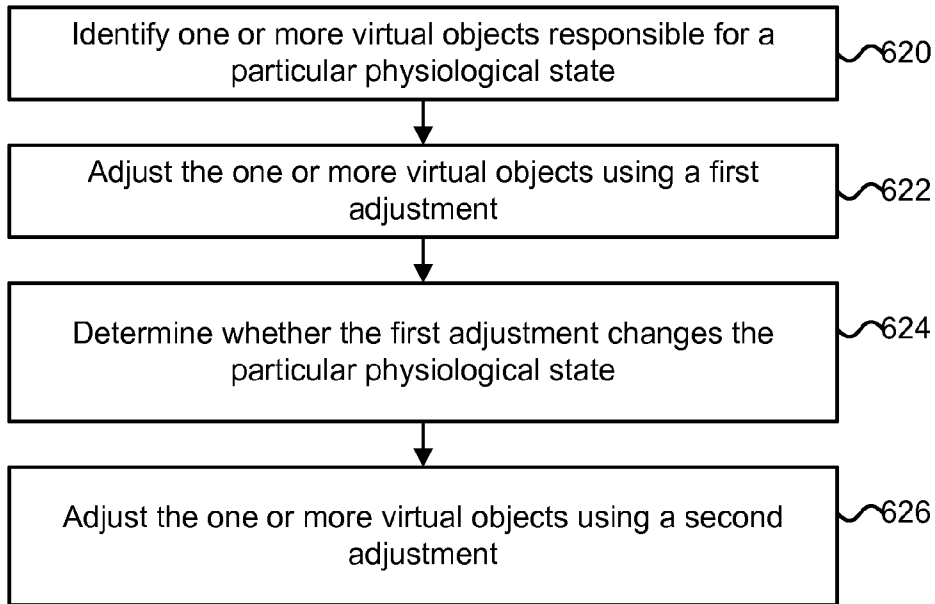 Identify one or more virtual objects responsible for a
particular physiological state
620
Adjust the one or more virtual objects using a first
adjustment
622
Determine whether the first adjustment changes the
particular physiological state
624
Adjust the one or more virtual objects using a second
adjustment
626